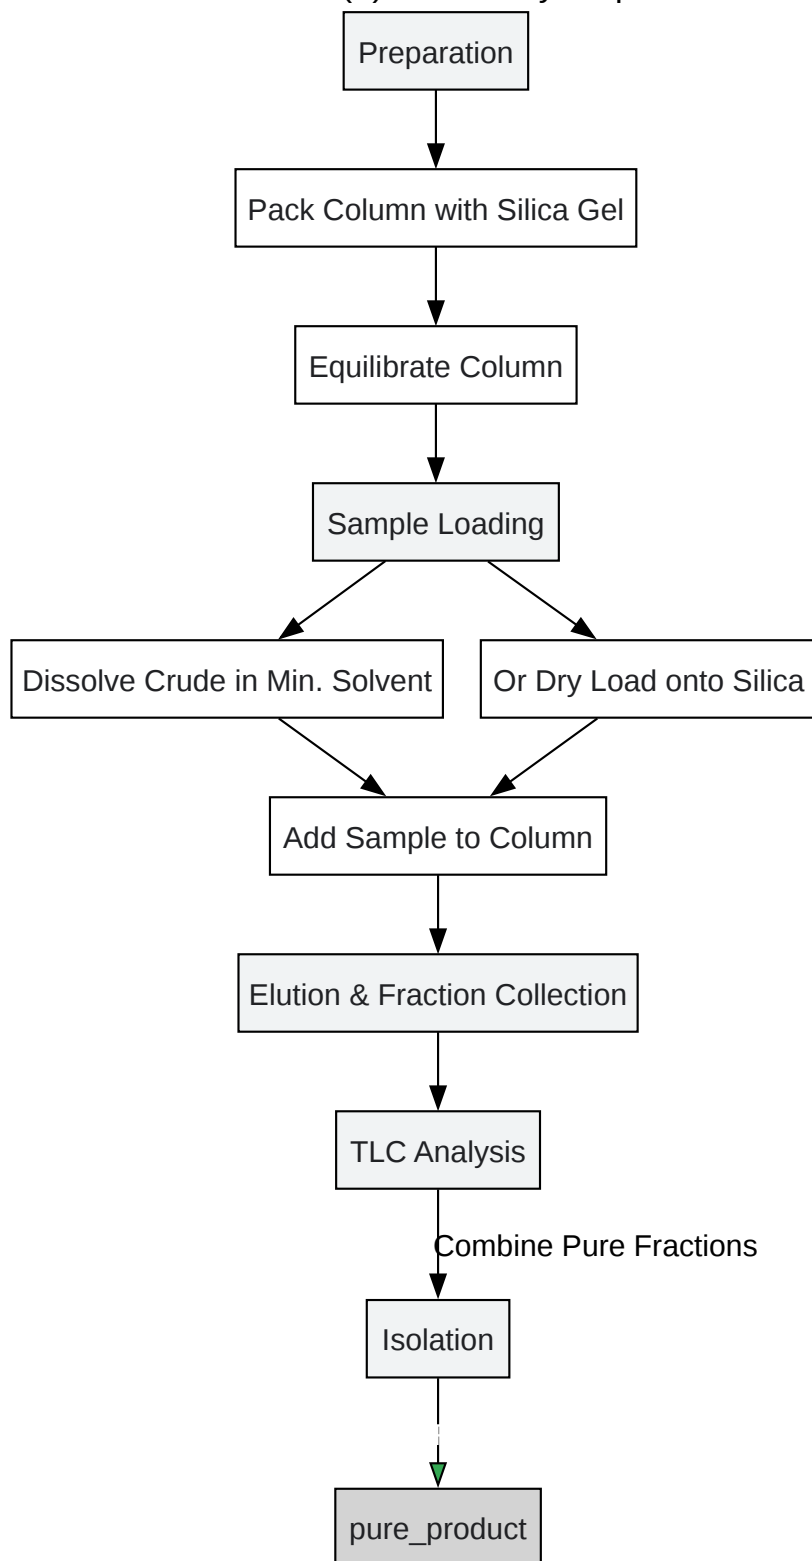 Preparation
Pack Column with Silica Gel
Equilibrate Column
Sample Loading
Dissolve Crude in Min. Solvent
Or Dry Load onto Silica
Add Sample to Column
Elution & Fraction Collection
TLC Analysis
Combine Pure Fractions
Isolation
pure_product